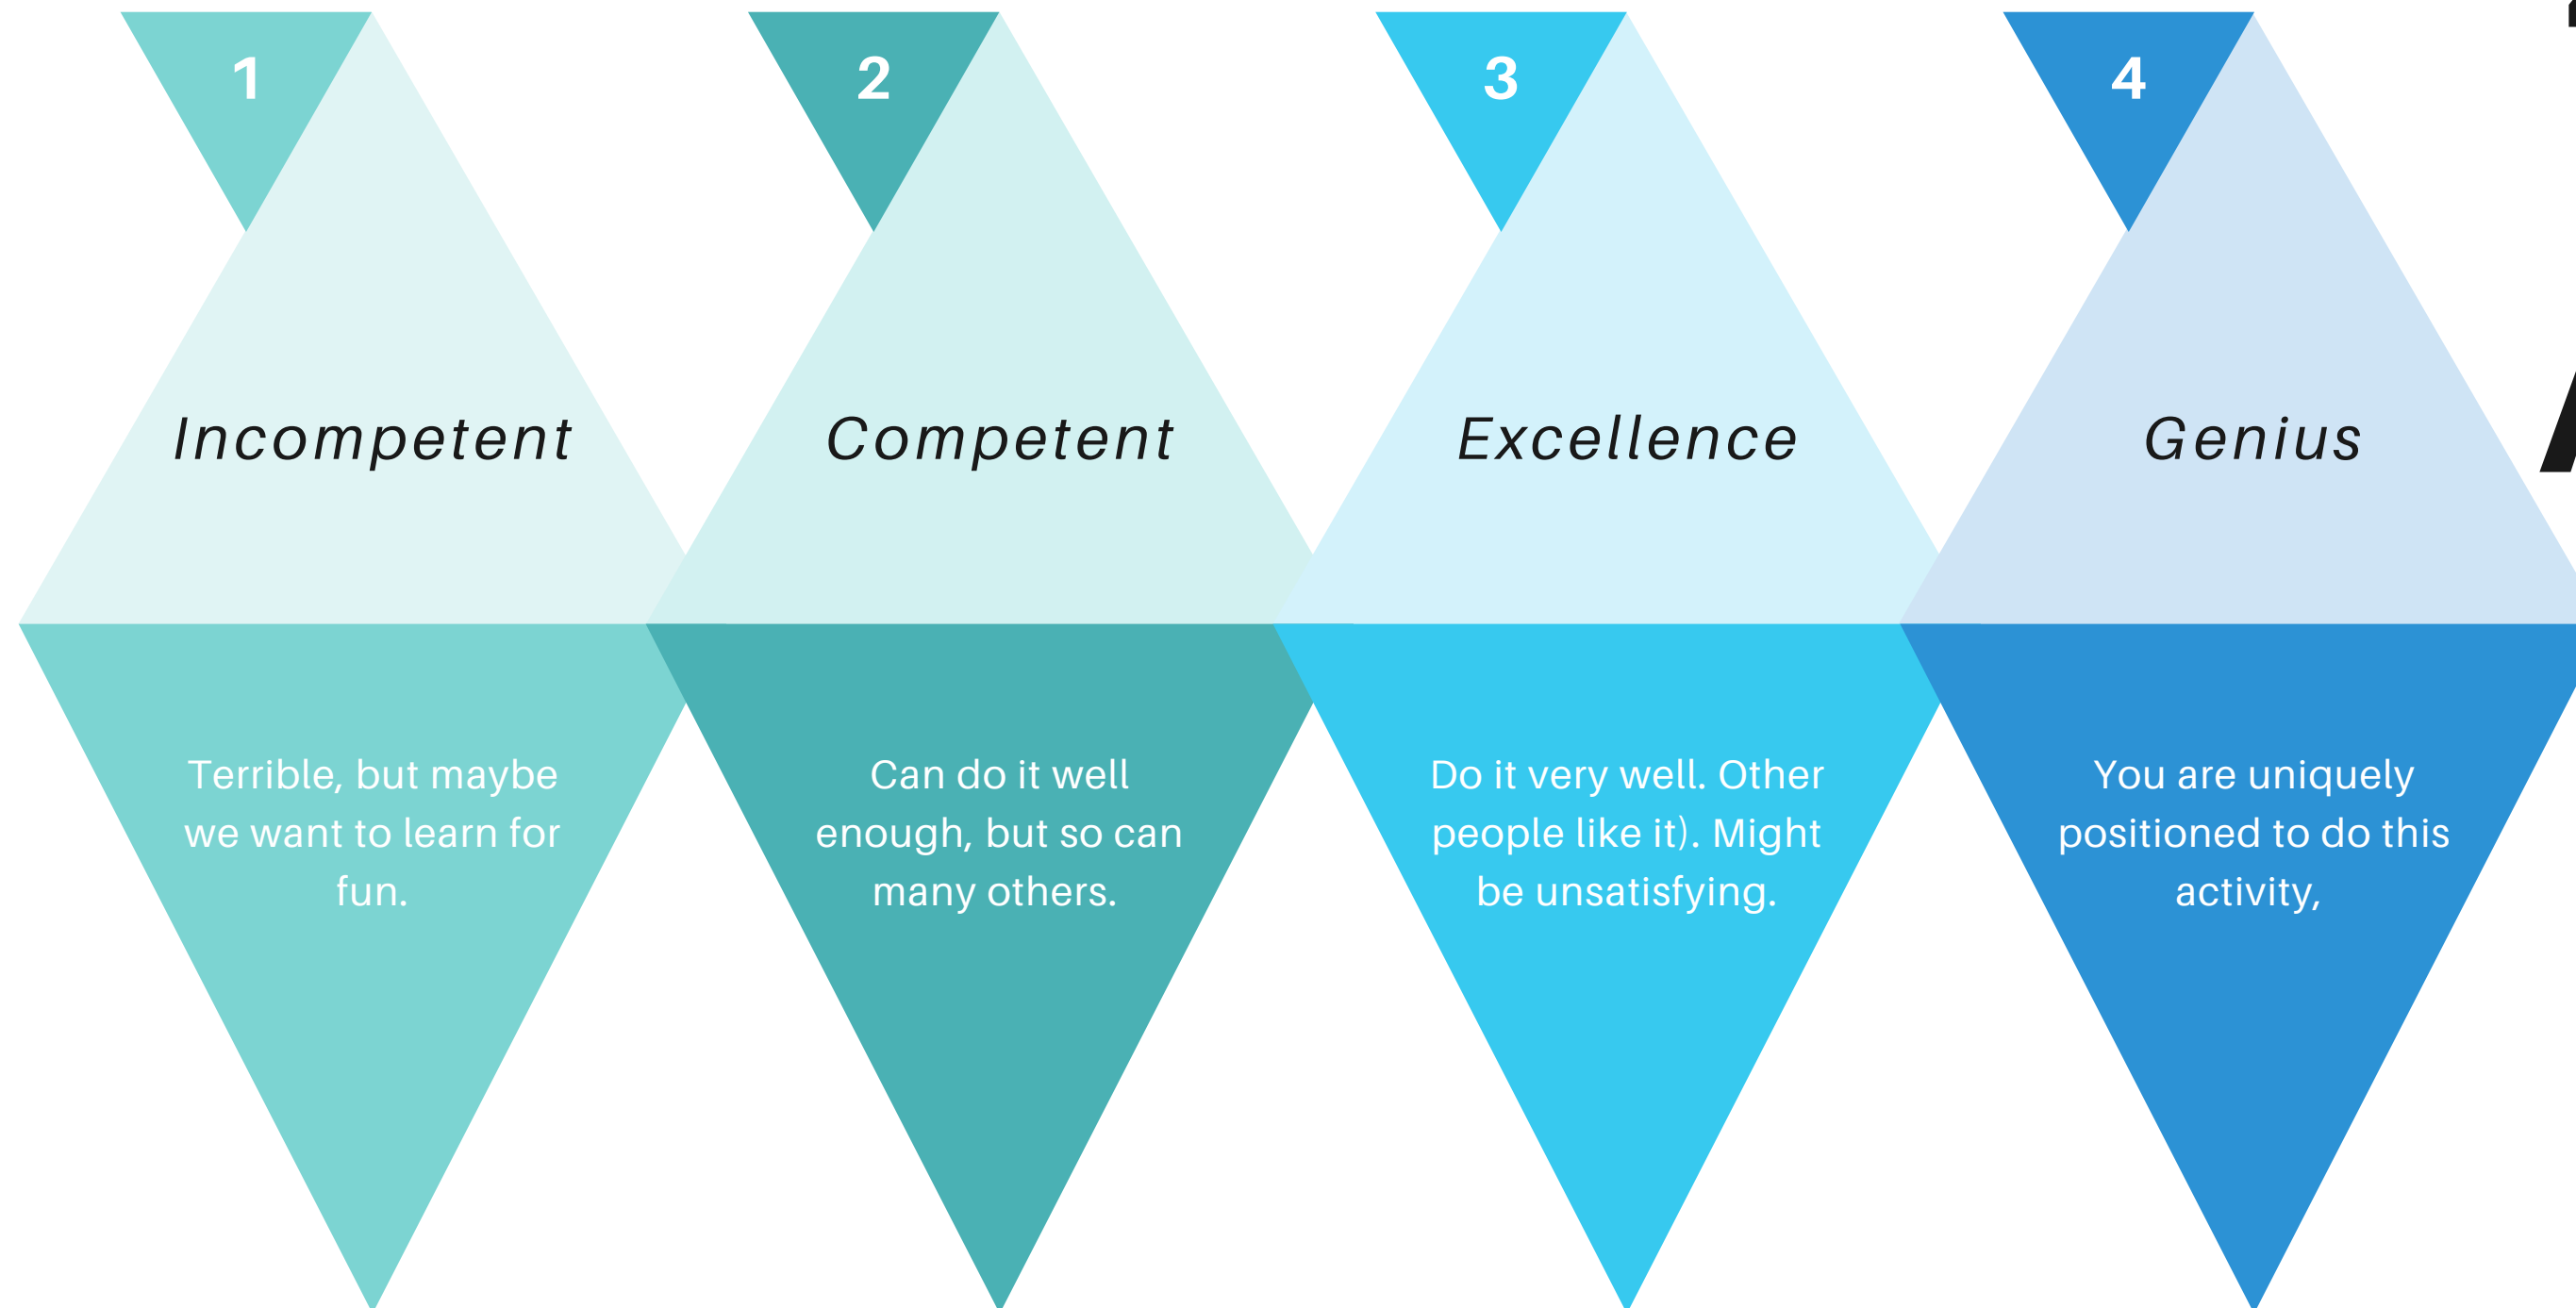 1
Incompetent
Terrible, but maybe
we want to learn for
fun.
2
Competent
Can do it well
enough, but so can
many others.
3
Excellence
Do it very well. Other
people like it). Might
be unsatisfying.
4
Genius
You are uniquely
positioned to do this
activity,